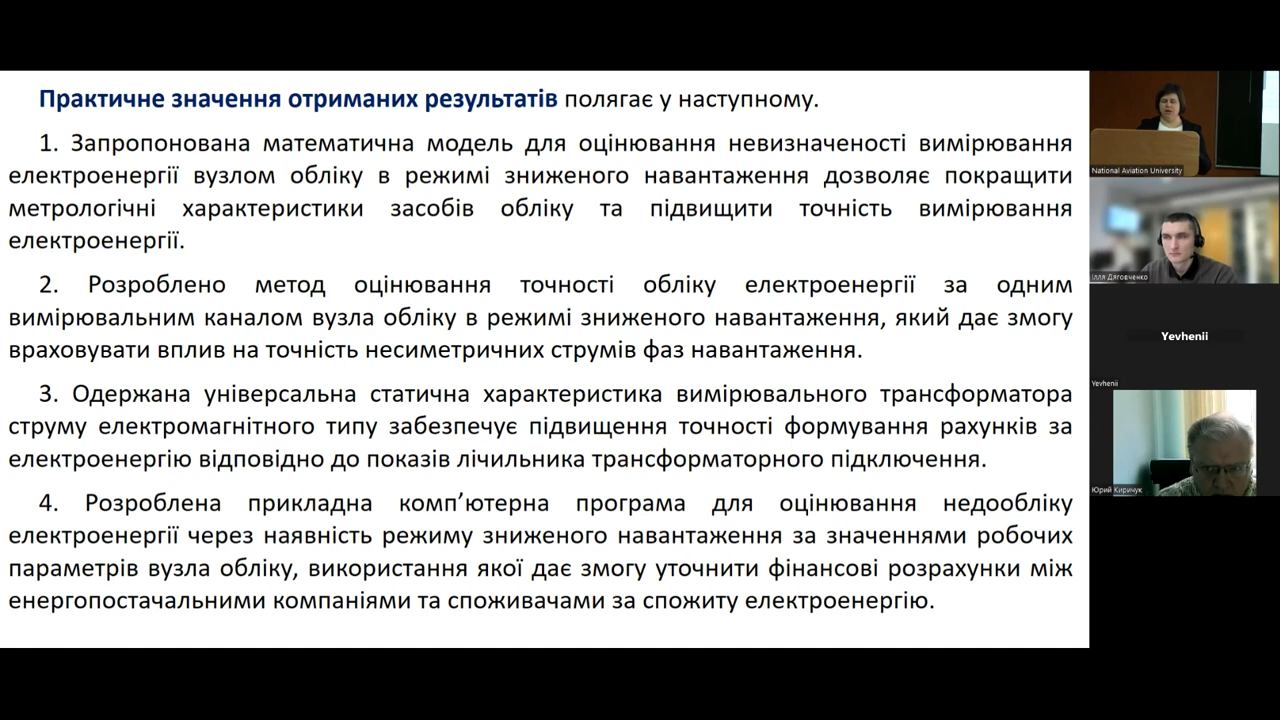 Практичне значення отриманих результатів полягає у наступному.
1. Запропонована математична модель для оцінювання невизначеності вимірювання
електроенергії вузлом обліку в режимі зниженого навантаження дозволяє покращити
метрологічні характеристики засобів обліку та підвищити точність вимірювання
електроенергії.
2. Розроблено метод оцінювання точності обліку електроенергії за одним
вимірювальним каналом вузла обліку в режимі зниженого навантаження, який дає змогу
враховувати вплив на точність несиметричних струмів фаз навантаження.
3. Одержана універсальна статична характеристика вимірювального трансформатора
струму електромагнітного типу забезпечує підвищення точності формування рахунків за
електроенергію відповідно до показів лічильника трансформаторного підключення.
4. Розроблена прикладна комп’ютерна програма для оцінювання недообліку
електроенергії через наявність режиму зниженого навантаження за значеннями робочих
параметрів вузла обліку, використання якої дає змогу уточнити фінансові розрахунки між
енергопостачальними компаніями та споживачами за спожиту електроенергію.
National Aviation University
Ілля Дяговченко
Yevhenii
Yevhenii
Юрий Киричук